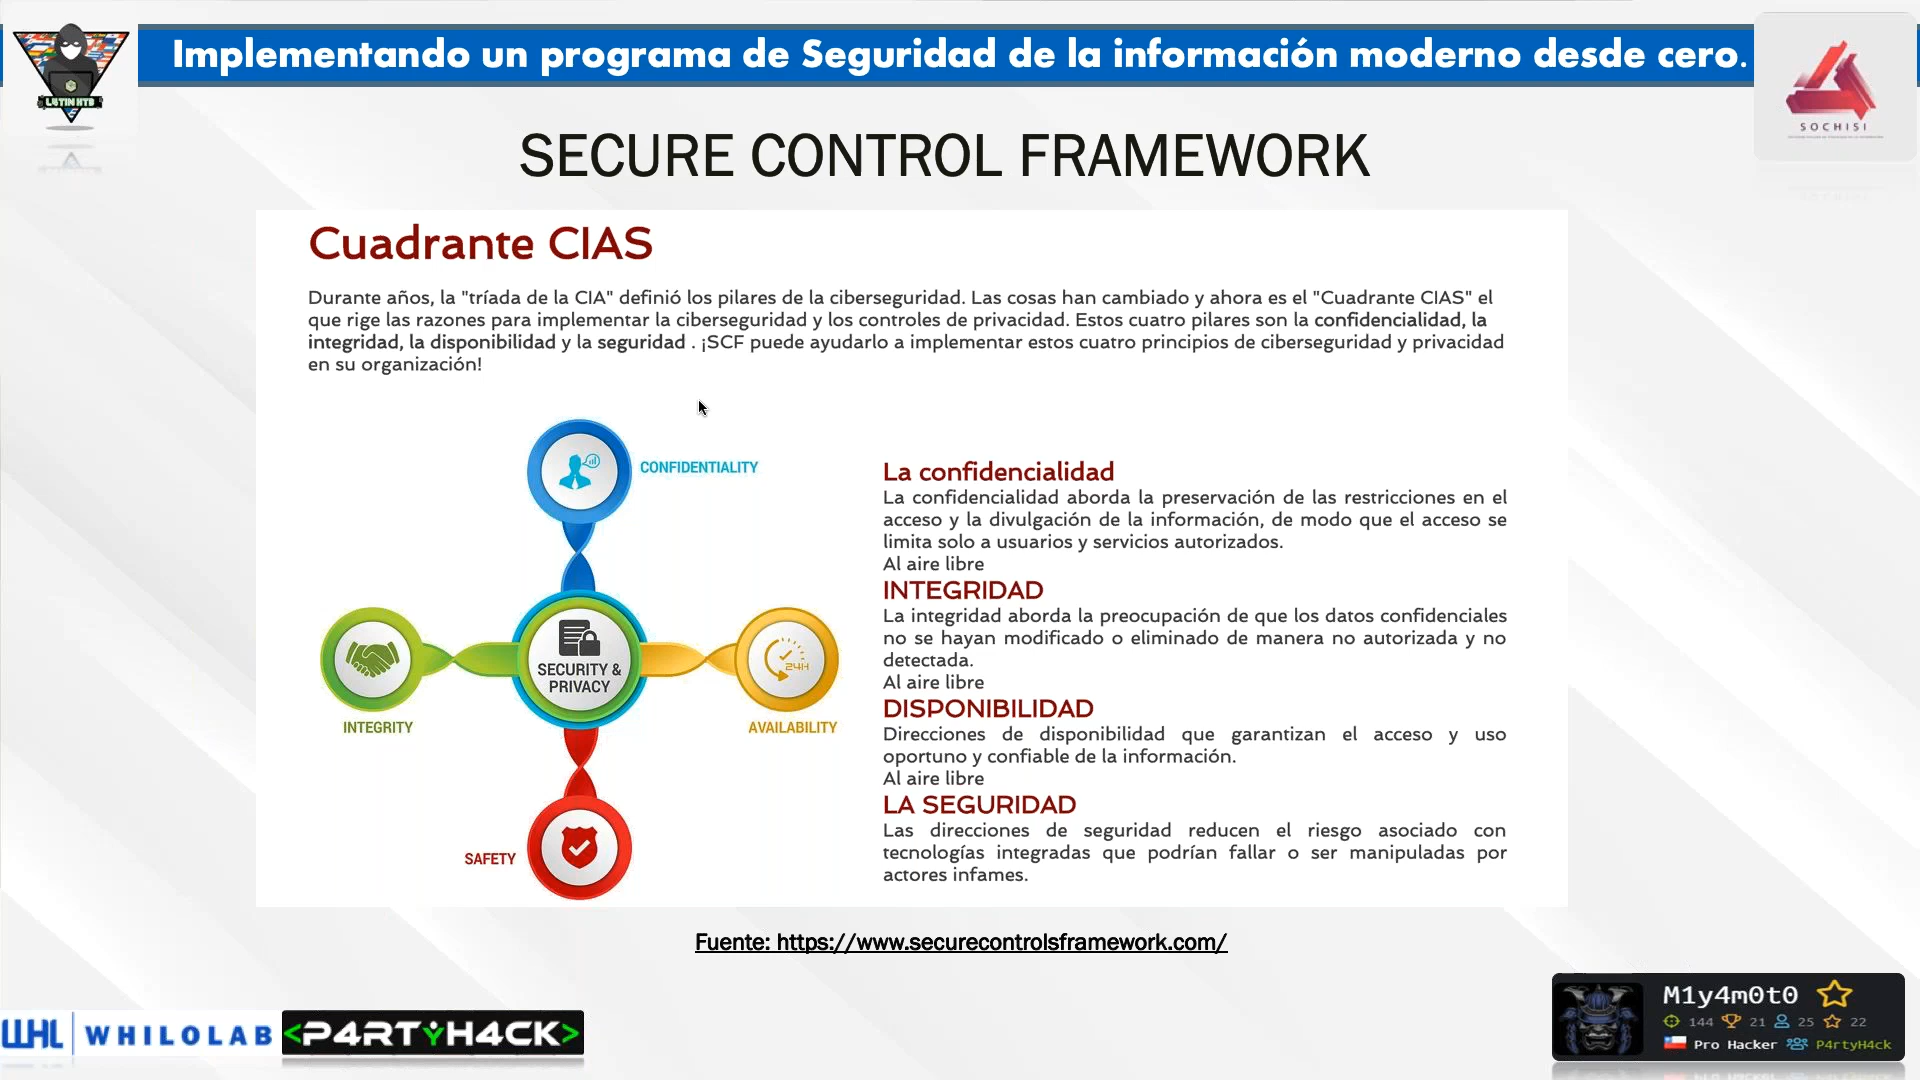 Implementando un programa de Seguridad de la información moderno desde cero.
L4TIN HTB
SOCHISI
SECURE CONTROL FRAMEWORK
Cuadrante CIAS
Durante años, la "tríada de la CIA" definió los pilares de la ciberseguridad. Las cosas han cambiado y ahora es el "Cuadrante CIAS" el
que rige las razones para implementar la ciberseguridad y los controles de privacidad. Estos cuatro pilares son la confidencialidad, la
integridad, la disponibilidad y la seguridad . ¡SCF puede ayudarlo a implementar estos cuatro principios de ciberseguridad y privacidad
en su organización!
CONFIDENTIALITY
SECURITY &
PRIVACY
24H
INTEGRITY
AVAILABILITY
SAFETY
La confidencialidad
La confidencialidad aborda la preservación de las restricciones en el
acceso y la divulgación de la información, de modo que el acceso se
limita solo a usuarios y servicios autorizados.
Al aire libre
INTEGRIDAD
La integridad aborda la preocupación de que los datos confidenciales
no se hayan modificado o eliminado de manera no autorizada y no
detectada.
Al aire libre
DISPONIBILIDAD
Direcciones de disponibilidad que garantizan el acceso y uso
oportuno y confiable de la información.
Al aire libre
LA SEGURIDAD
Las direcciones de seguridad reducen el riesgo asociado con
tecnologías integradas que podrían fallar o ser manipuladas por
actores infames.
Fuente: https://www.securecontrolsframework.com/
WHL WHILOLAB
<P4RTYH4CK>
M1y4m0t0
144 21 25 22
Pro Hacker P4rtyH4ck